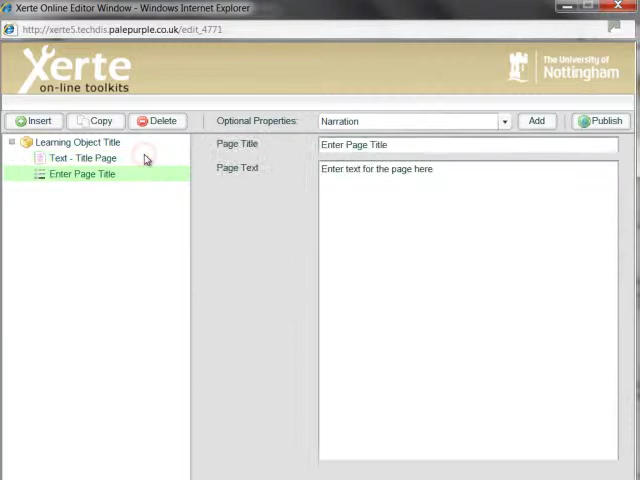 Xerte Online Editor Window - Windows Internet Explorer
http://xerte5.techdis.palepurple.co.uk/edit_4771
Xerte
on-line toolkits
The University of
Nottingham
Insert Copy Delete Optional Properties: Narration Add Publish
Learning Object Title Page Title Enter Page Title
Text - Title Page
Enter Page Title Page Text Enter text for the page here